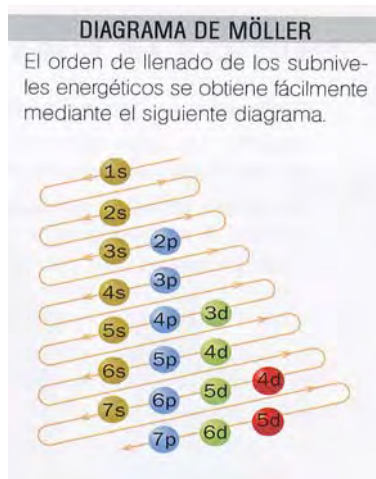 DIAGRAMA DE MÖLLER
El orden de llenado de los subnive-
les energéticos se obtiene fácilmente
mediante el siguiente diagrama.
1s
2s
3s 2p
4s 3p
5s 4p 3d
6s 5p 4d
7s 6p 5d 4d
7p 6d 5d